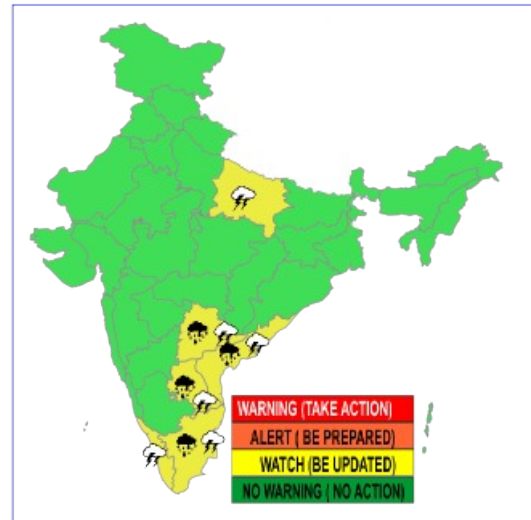 WARNING (TAKE ACTION)
ALERT ( BE PREPARED)
WATCH (BE UPDATED)
NO WARNING ( NO ACTION)